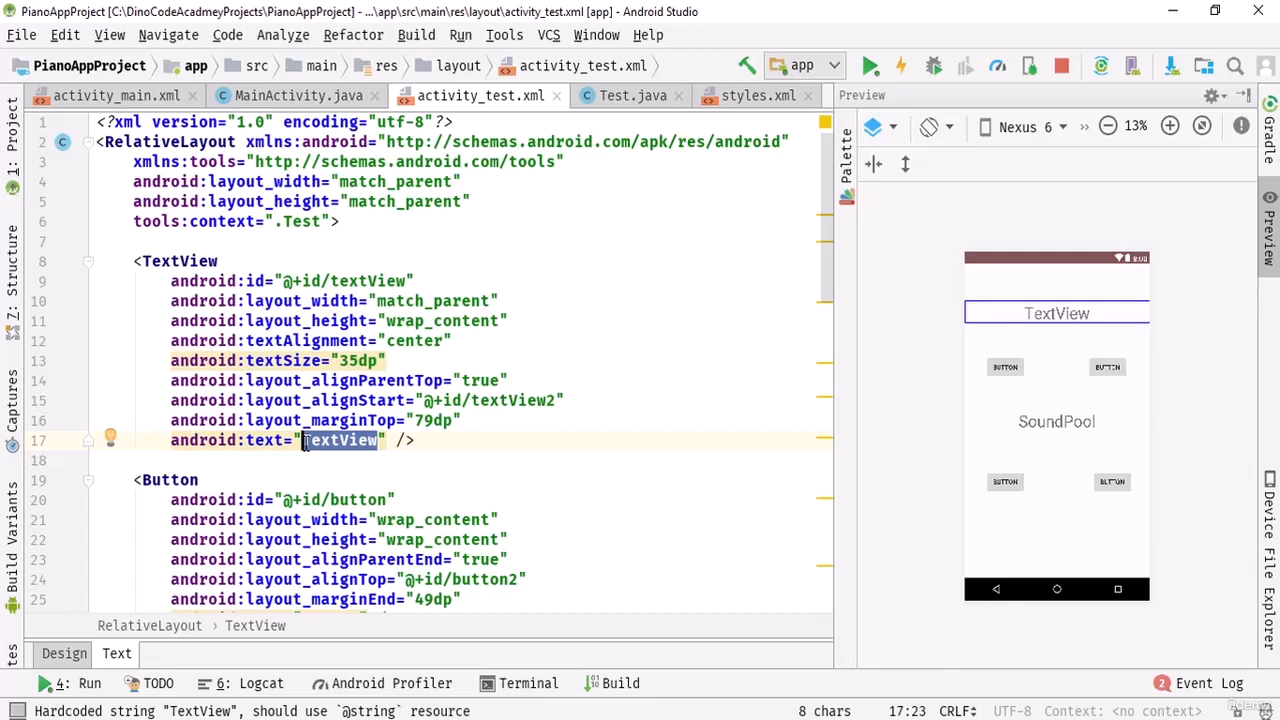 PianoAppProject [C:\DinoCodeAcadmeyProjects\PianoAppProject] - ...\app\src\main\res\layout\activity_test.xml [app] - Android Studio
File Edit View Navigate Code Analyze Refactor Build Run Tools VCS Window Help
PianoAppProject app src main res layout activity_test.xml app
activity_main.xml MainActivity.java activity_test.xml Test.java styles.xml Preview
1 <?xml version="1.0" encoding="utf-8"?>
2 <RelativeLayout xmlns:android="http://schemas.android.com/apk/res/android"
3 xmlns:tools="http://schemas.android.com/tools"
4 android:layout_width="match_parent"
5 android:layout_height="match_parent"
6 tools:context=".Test">
7
8 <TextView
9 android:id="@+id/textView"
10 android:layout_width="match_parent"
11 android:layout_height="wrap_content"
12 android:textAlignment="center"
13 android:textSize="35dp"
14 android:layout_alignParentTop="true"
15 android:layout_alignStart="@+id/textView2"
16 android:layout_marginTop="79dp"
17 android:text="TextView" />
18
19 <Button
20 android:id="@+id/button"
21 android:layout_width="wrap_content"
22 android:layout_height="wrap_content"
23 android:layout_alignParentEnd="true"
24 android:layout_alignTop="@+id/button2"
25 android:layout_marginEnd="49dp"
RelativeLayout › TextView
Design Text
1: Project
7: Structure
Captures
Build Variants
Palette
Nexus 6 » 13%
8:00
TextView
BUTTON BUTTON
SoundPool
BUTTON BUTTON
Gradle
Preview
Device File Explorer
4: Run TODO 6: Logcat Android Profiler Terminal Build 2 Event Log
Hardcoded string "TextView", should use `@string` resource 8 chars 17:23 CRLF UTF-8 Context: <no context>